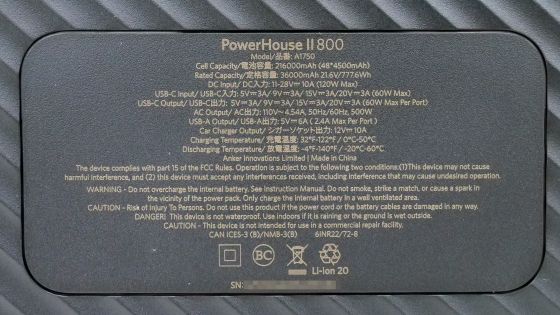 PowerHouse II 800
Model/品番: A1750
Cell Capacity/電池容量: 216000mAh (48*4500mAh)
Rated Capacity/定格容量: 36000mAh 21.6V/777.6Wh
DC Input/ DC入力: 11-28V⎓10A (120W Max)
USB-C Input/ USB-C入力: 5V⎓3A/ 9V⎓3A/ 15V⎓3A/20V⎓3A (60W Max)
USB-C Output/ USB-C出力: 5V⎓3A/ 9V⎓3A/ 15V⎓3A/20V⎓3A (60W Max Per Port)
AC Output/ AC出力: 110V~ 4.54A, 50Hz/60Hz, 500W
USB-A Output/ USB-A出力: 5V⎓6A ( 2.4A Max Per Port)
Car Charger Output/ シガーソケット出力: 12V⎓10A
Charging Temperature/ 充電温度: 32°F-122°F / 0°C-50°C
Discharging Temperature/ 放電温度: -4°F-140°F/ -20°C-60°C
Anker Innovations Limited | Made in China
The device complies with part 15 of the FCC Rules. Operation is subject to the following two conditions:(1)This device may not cause
harmful interference, and (2) this device must accept any interferences received, including interference that may cause undesired operation.
WARNING - Do not overcharge the internal battery. See Instruction Manual. Do not smoke, strike a match, or cause a spark in
the vicinity of the power pack. Only charge the internal battery in a well ventilated area.
CAUTION - Risk of Injury To Persons. Do not use this product if the power cord or the battery cables are damaged in any way.
DANGER! This device is not waterproof. Use indoors if it is raining or the ground is wet outside.
CAUTION - This device is not intended for use in a commercial repair facility.
CAN ICES-3 (B)/NMB-3(B) 6INR22/72-8
BC
Li-ion 20
SN: